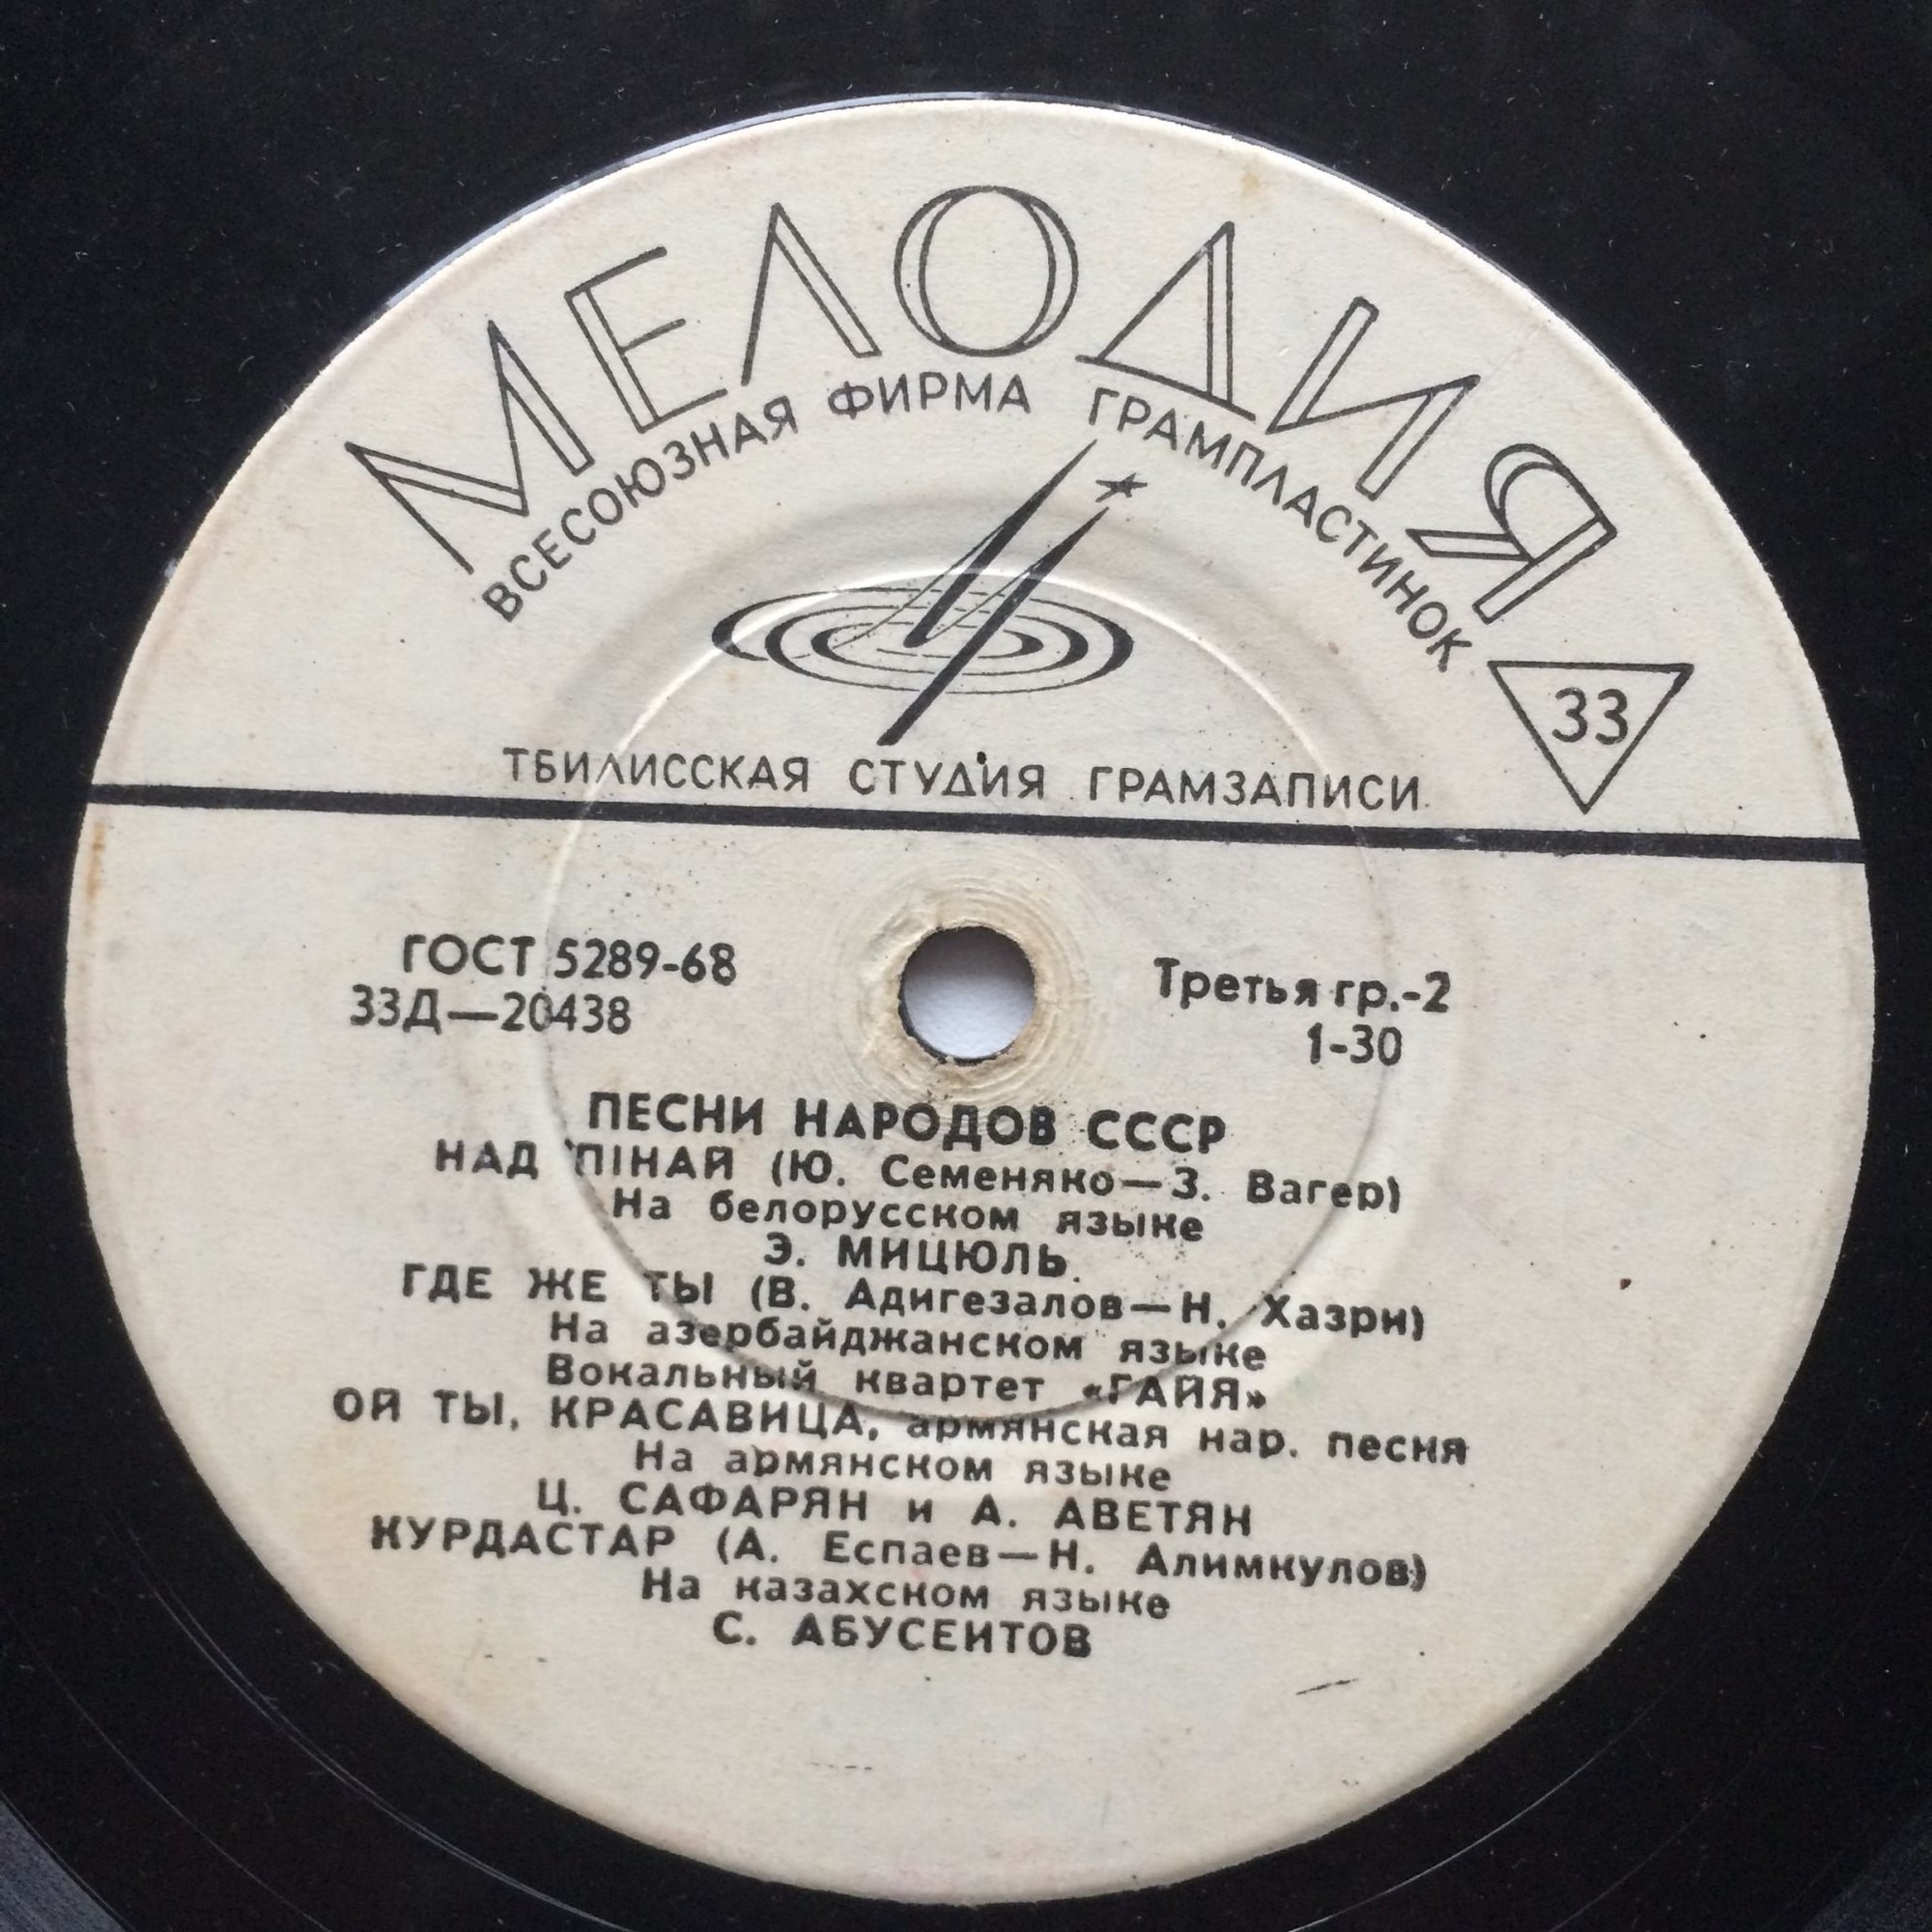 МЕЛОДИЯ
ВСЕСОЮЗНАЯ ФИРМА ГРАМПЛАСТИНОК
33
ТБИЛИССКАЯ СТУДИЯ ГРАМЗАПИСИ
ГОСТ 5289-68
33Д—20438
Третья гр.-2
1-30
ПЕСНИ НАРОДОВ СССР
НАД ПІНАЙ (Ю. Семеняко—З. Вагер)
На белорусском языке
Э. МИЦЮЛЬ
ГДЕ ЖЕ ТЫ (В. Адигезалов—Н. Хазри)
На азербайджанском языке
Вокальный квартет «ГАЙЯ»
ОЙ ТЫ, КРАСАВИЦА, армянская нар. песня
На армянском языке
Ц. САФАРЯН и А. АВЕТЯН
КУРДАСТАР (А. Еспаев—Н. Алимкулов)
На казахском языке
С. АБУСЕИТОВ